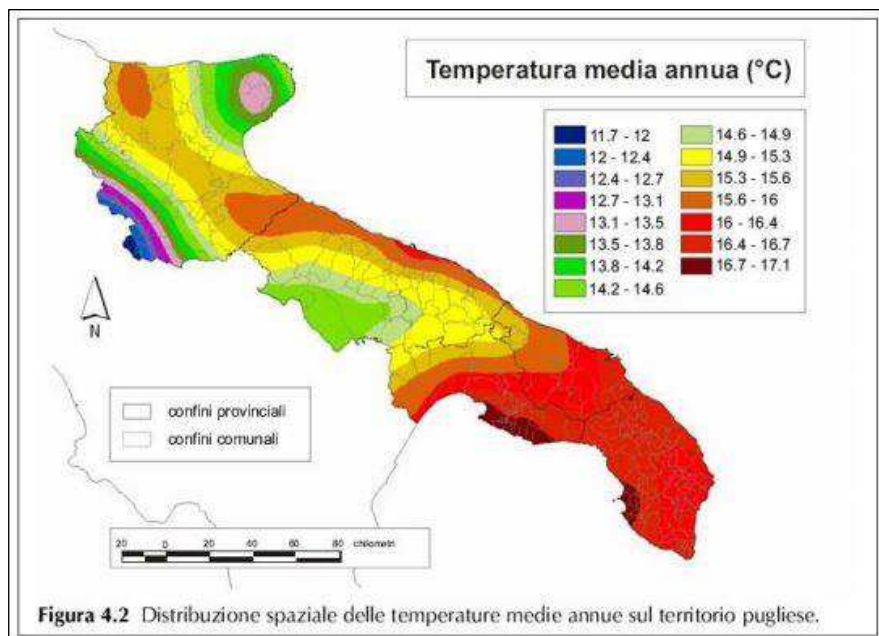 Temperatura media annua (°C)
11.7 - 12
12 - 12.4
12.4 - 12.7
12.7 - 13.1
13.1 - 13.5
13.5 - 13.8
13.8 - 14.2
14.2 - 14.6
14.6 - 14.9
14.9 - 15.3
15.3 - 15.6
15.6 - 16
16 - 16.4
16.4 - 16.7
16.7 - 17.1
N
confini provinciali
confini comunali
20 0 20 40 60 80 chilometri
Figura 4.2 Distribuzione spaziale delle temperature medie annue sul territorio pugliese.